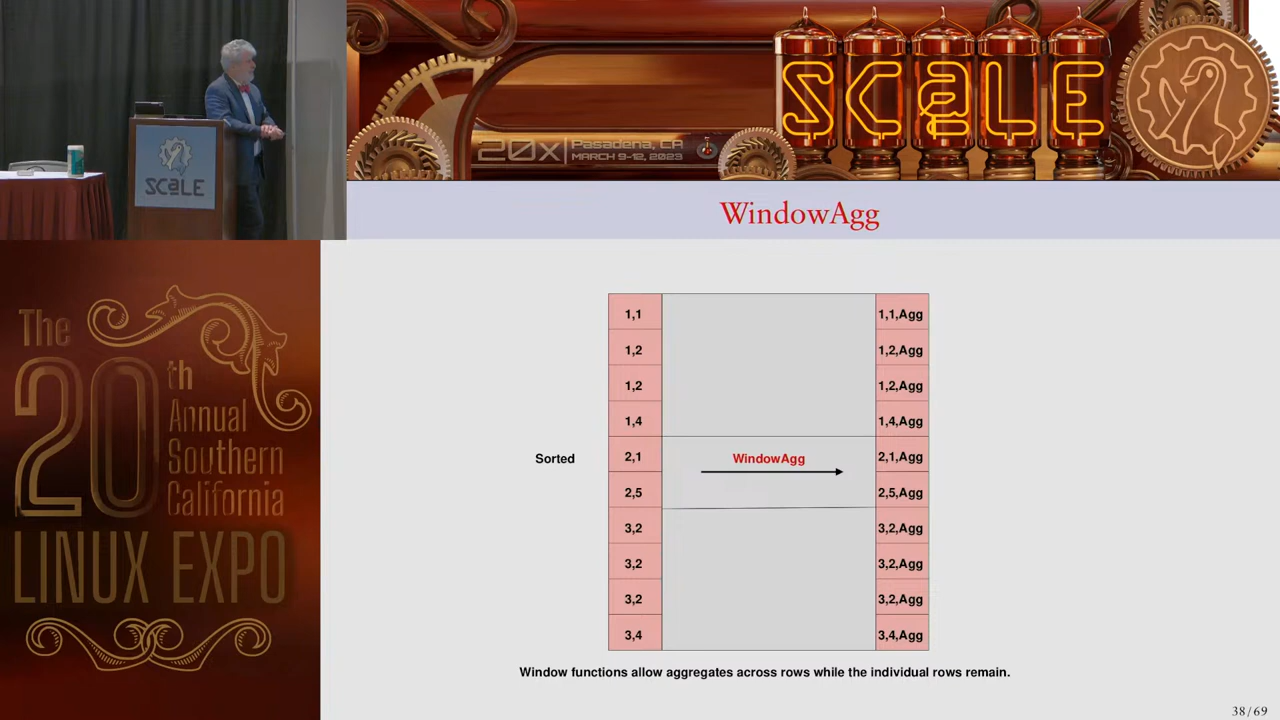 SCaLE
20x
Pasadena, CA
MARCH 9-12, 2023
SCaLE
WindowAgg
The
20th
Annual
Southern
California
LINUX EXPO
Sorted
1,1
1,2
1,2
1,4
2,1
2,5
3,2
3,2
3,2
3,4
WindowAgg
1,1,Agg
1,2,Agg
1,2,Agg
1,4,Agg
2,1,Agg
2,5,Agg
3,2,Agg
3,2,Agg
3,2,Agg
3,4,Agg
Window functions allow aggregates across rows while the individual rows remain.
38/69